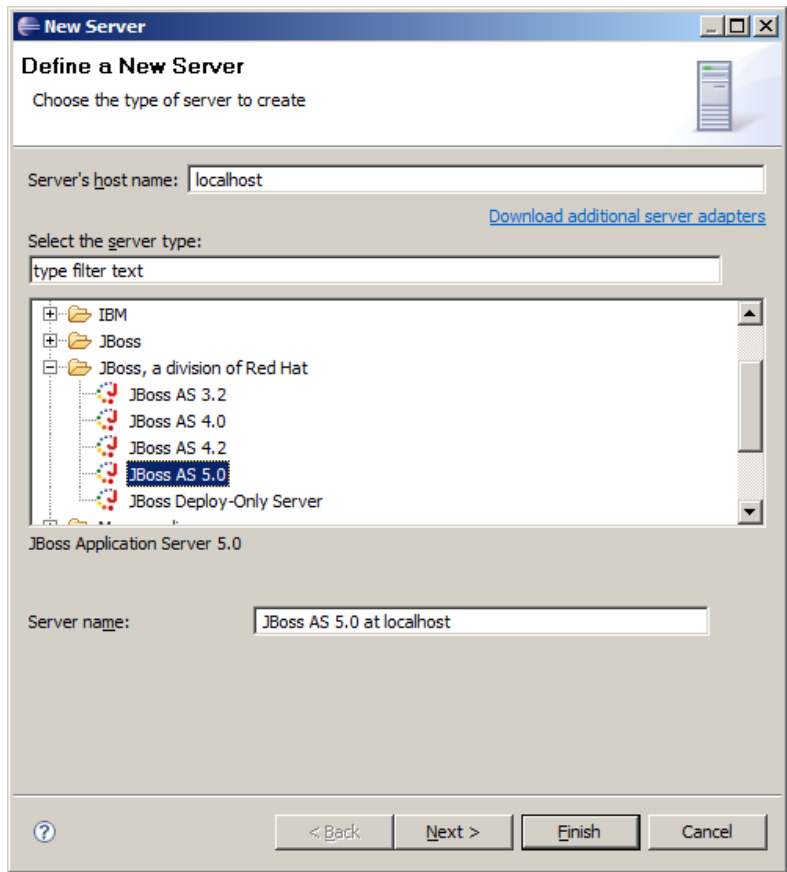 New Server
Define a New Server
Choose the type of server to create
Server's host name: localhost
Download additional server adapters
Select the server type:
type filter text
IBM
JBoss
JBoss, a division of Red Hat
JBoss AS 3.2
JBoss AS 4.0
JBoss AS 4.2
JBoss AS 5.0
JBoss Deploy-Only Server
JBoss Application Server 5.0
Server name: JBoss AS 5.0 at localhost
? < Back Next > Finish Cancel